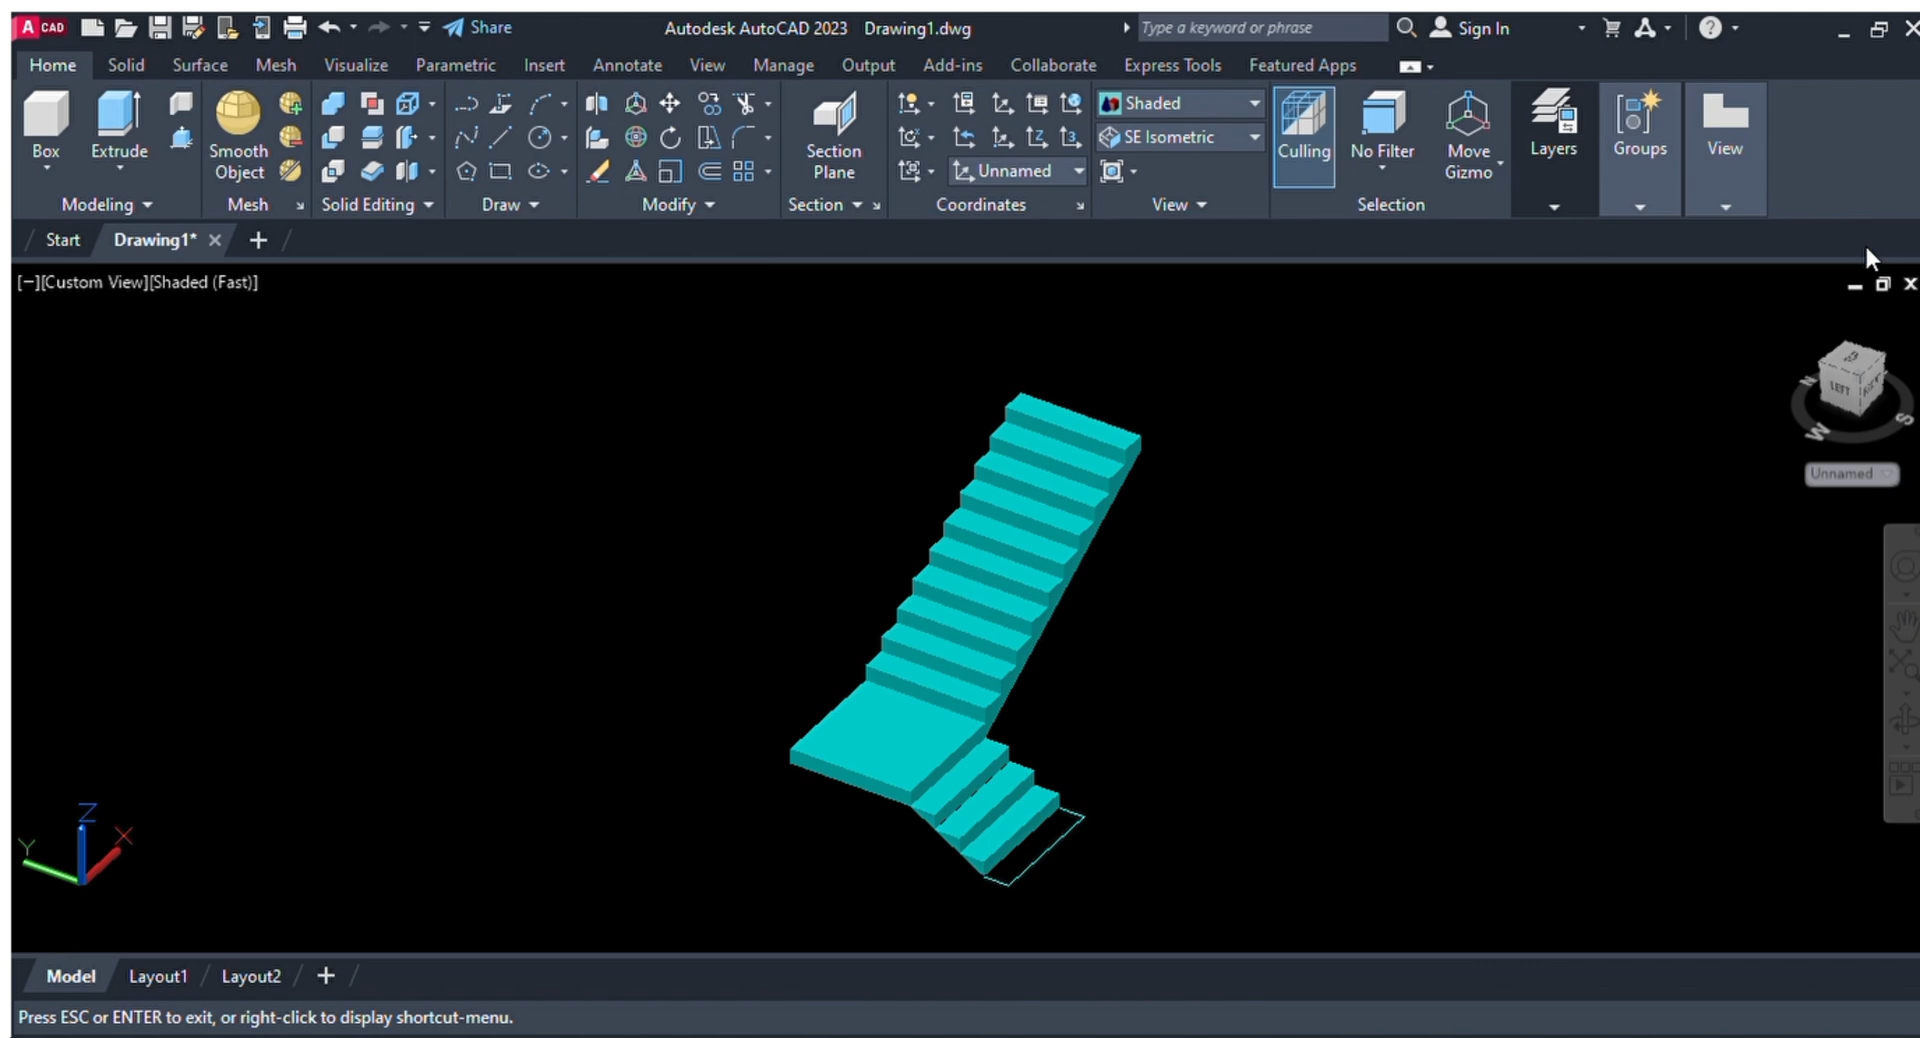 A CAD Share Autodesk AutoCAD 2023 Drawing1.dwg Type a keyword or phrase Sign In
Home Solid Surface Mesh Visualize Parametric Insert Annotate View Manage Output Add-ins Collaborate Express Tools Featured Apps
Shaded
SE Isometric
Box Extrude Smooth Object Section Plane Unnamed Culling No Filter Move Gizmo Layers Groups View
Modeling Mesh Solid Editing Draw Modify Section Coordinates View Selection
Start Drawing1*
[−][Custom View][Shaded (Fast)]
LEFT
N
W S
Unnamed
Z
Y X
Model Layout1 Layout2
Press ESC or ENTER to exit, or right-click to display shortcut-menu.